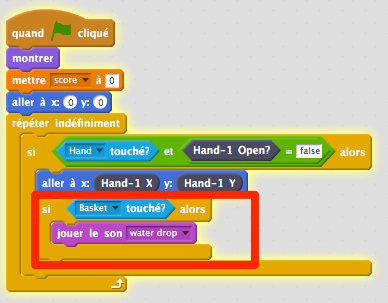 quand cliqué
montrer
mettre score à 0
aller à x: 0 y: 0
répéter indéfiniment
si Hand touché? et Hand-1 Open? = false alors
aller à x: Hand-1 X y: Hand-1 Y
si Basket touché? alors
jouer le son water drop